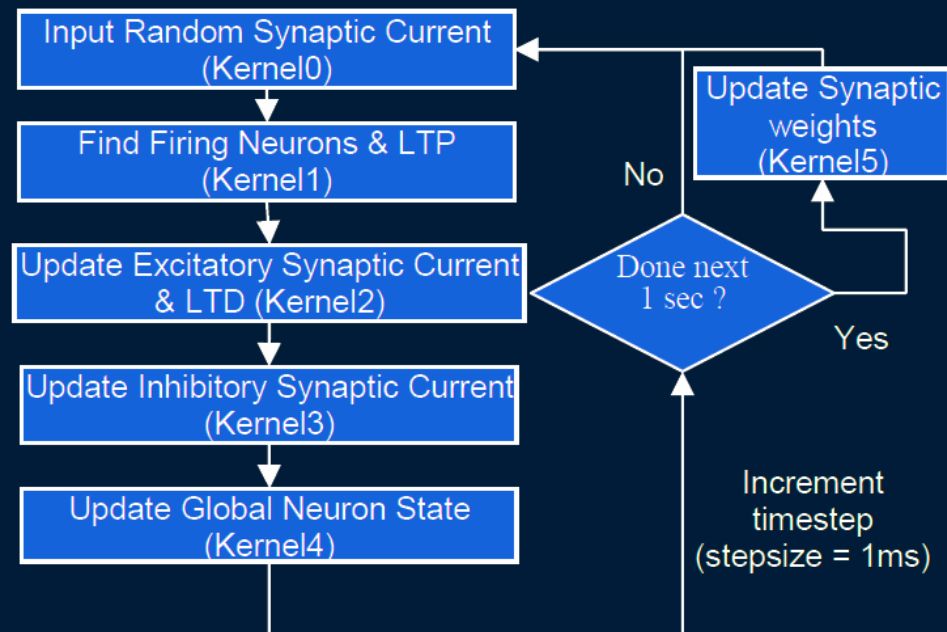 Input Random Synaptic Current
(Kernel0)
Find Firing Neurons & LTP
(Kernel1)
Update Excitatory Synaptic Current
& LTD (Kernel2)
Update Inhibitory Synaptic Current
(Kernel3)
Update Global Neuron State
(Kernel4)
Increment
timestep
(stepsize = 1ms)
Done next
1 sec ?
No
Yes
Update Synaptic
weights
(Kernel5)